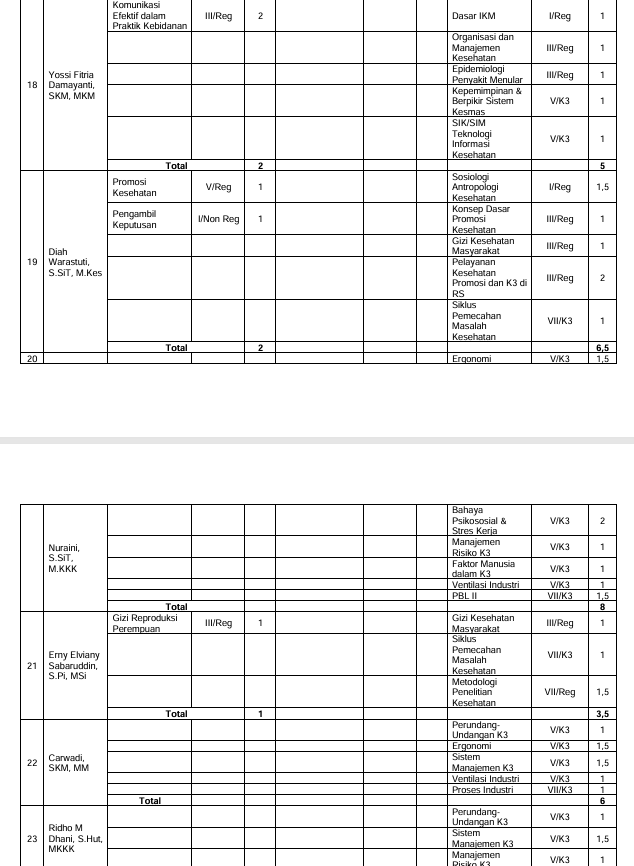 Komunikasi
Efektif dalam
Praktik Kebidanan
III/Reg
2
Dasar IKM
I/Reg
1
Organisasi dan
Manajemen
Kesehatan
III/Reg
1
Epidemiologi
Penyakit Menular
III/Reg
1
18
Yossi Fitria
Damayanti,
SKM, MKM
Kepemimpinan &
Berpikir Sistem
Kesmas
V/K3
1
SIK/SIM
Teknologi
Informasi
Kesehatan
V/K3
1
Total
2
5
19
Diah
Warastuti,
S.SiT, M.Kes
Promosi
Kesehatan
V/Reg
1
Sosiologi
Antropologi
Kesehatan
I/Reg
1,5
Pengambil
Keputusan
I/Non Reg
1
Konsep Dasar
Promosi
Kesehatan
III/Reg
1
Gizi Kesehatan
Masyarakat
III/Reg
1
Pelayanan
Kesehatan
Promosi dan K3 di
RS
III/Reg
2
Siklus
Pemecahan
Masalah
Kesehatan
VII/K3
1
Total
2
6,5
20
Ergonomi
V/K3
1,5
Nuraini,
S.SiT,
M.KKK
Bahaya
Psikososial &
Stres Kerja
V/K3
2
Manajemen
Risiko K3
V/K3
1
Faktor Manusia
dalam K3
V/K3
1
Ventilasi Industri
V/K3
1
PBL II
VII/K3
1,5
Total
8
21
Erny Elviany
Sabaruddin,
S.Pi, MSi
Gizi Reproduksi
Perempuan
III/Reg
1
Gizi Kesehatan
Masyarakat
III/Reg
1
Siklus
Pemecahan
Masalah
Kesehatan
VII/K3
1
Metodologi
Penelitian
Kesehatan
VII/Reg
1,5
Total
1
3,5
22
Carwadi,
SKM, MM
Perundang-
Undangan K3
V/K3
1
Ergonomi
V/K3
1,5
Sistem
Manajemen K3
V/K3
1,5
Ventilasi Industri
V/K3
1
Proses Industri
VII/K3
1
Total
6
23
Ridho M
Dhani, S.Hut,
MKKK
Perundang-
Undangan K3
V/K3
1
Sistem
Manajemen K3
V/K3
1,5
Manajemen
Risiko K3
V/K3
1